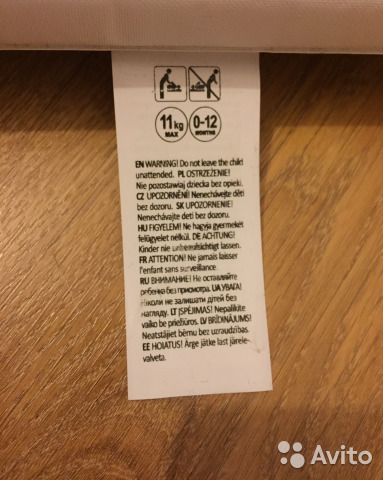 11kg
MAX
0-12
MONTHS
EN WARNING! Do not leave the child
unattended. PL OSTRZEŻENIE!
Nie pozostawiaj dziecka bez opieki.
CZ UPOZORNĚNÍ! Nenechávejte děti
bez dozoru. SK UPOZORNENIE!
Nenechávajte deti bez dozoru.
HU FIGYELEM! Ne hagyja gyermekét
felügyelet nélkül. DE ACHTUNG!
Kinder nie unbeaufsichtigt lassen.
FR ATTENTION! Ne jamais laisser
l'enfant sans surveillance.
RU ВНИМАНИЕ! Не оставляйте
ребенка без присмотра. UA УВАГА!
Ніколи не залишати дітей без
нагляду. LT ĮSPĖJIMAS! Nepalikite
vaiko be priežiūros. LV BRĪDINĀJUMS!
Neatstājiet bērnu bez uzraudzības.
EE HOIATUS! Ärge jätke last järele-
valveta.
Avito